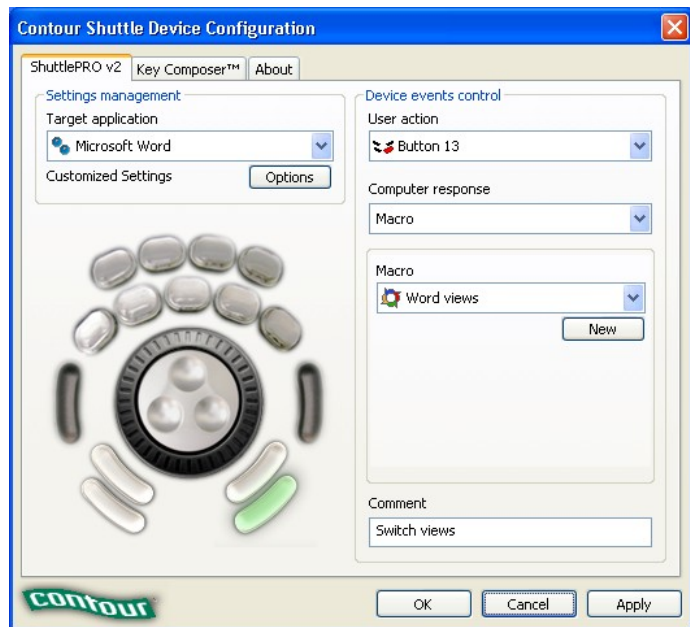 Contour Shuttle Device Configuration
ShuttlePRO v2 Key Composer™ About
Settings management
Target application
Microsoft Word
Customized Settings Options
Device events control
User action
Button 13
Computer response
Macro
Macro
Word views
New
Comment
Switch views
contour
OK Cancel Apply